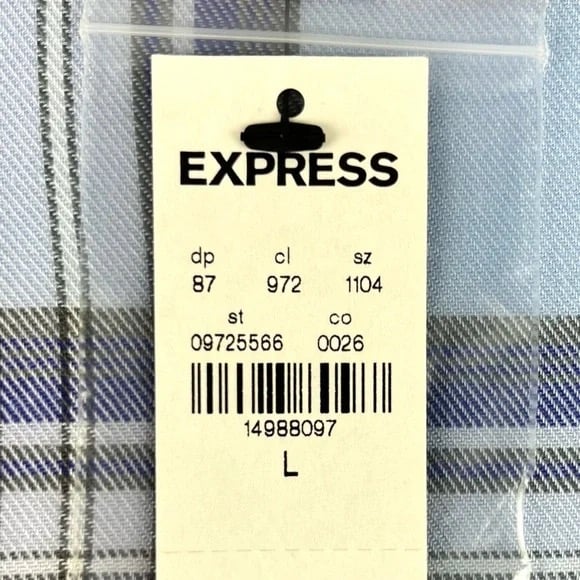 EXPRESS
dp cl sz
87 972 1104
st co
09725566 0026
14988097
L